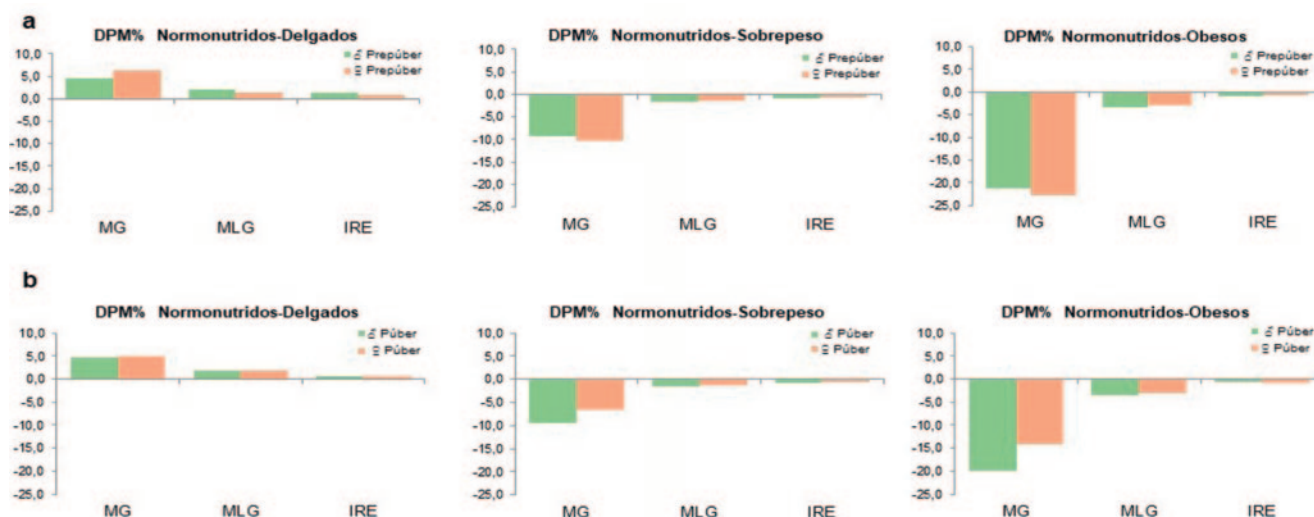 a
DPM% Normonutridos-Delgados
♂ Prepúber
♀ Prepúber
10,0
5,0
0,0
-5,0
-10,0
-15,0
-20,0
-25,0
MG MLG IRE
DPM% Normonutridos-Sobrepeso
♂ Prepúber
♀ Prepúber
10,0
5,0
0,0
-5,0
-10,0
-15,0
-20,0
-25,0
MG MLG IRE
DPM% Normonutridos-Obesos
♂ Prepúber
♀ Prepúber
10,0
5,0
0,0
-5,0
-10,0
-15,0
-20,0
-25,0
MG MLG IRE
b
DPM% Normonutridos-Delgados
♂ Púber
♀ Púber
10,0
5,0
0,0
-5,0
-10,0
-15,0
-20,0
-25,0
MG MLG IRE
DPM% Normonutridos-Sobrepeso
♂ Púber
♀ Púber
10,0
5,0
0,0
-5,0
-10,0
-15,0
-20,0
-25,0
MG MLG IRE
DPM% Normonutridos-Obesos
♂ Púber
♀ Púber
10,0
5,0
0,0
-5,0
-10,0
-15,0
-20,0
-25,0
MG MLG IRE